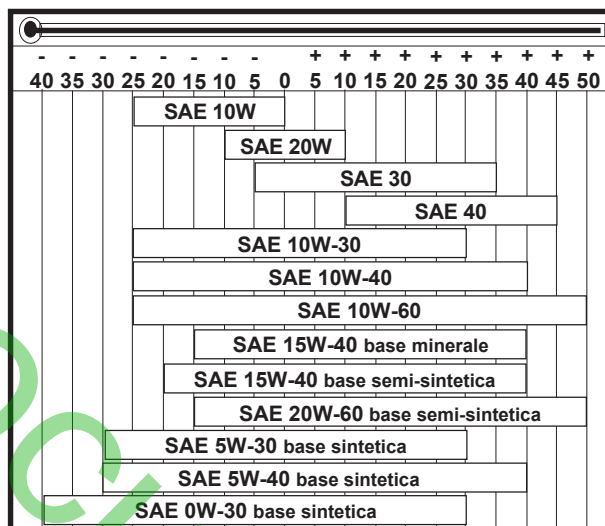 - - - - - - - - + + + + + + + + + +
40 35 30 25 20 15 10 5 0 5 10 15 20 25 30 35 40 45 50
SAE 10W
SAE 20W
SAE 30
SAE 40
SAE 10W-30
SAE 10W-40
SAE 10W-60
SAE 15W-40 base minerale
SAE 15W-40 base semi-sintetica
SAE 20W-60 base semi-sintetica
SAE 5W-30 base sintetica
SAE 5W-40 base sintetica
SAE 0W-30 base sintetica